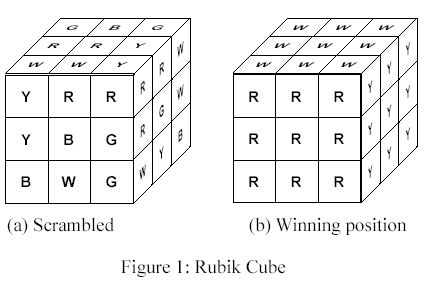 G B G
R R Y
W W Y
Y R R
Y B G
B W G
R R W
R G W
W Y B
W W W
W W W
W W W
R R R
R R R
R R R
Y Y Y
Y Y Y
Y Y Y
(a) Scrambled
(b) Winning position
Figure 1: Rubik Cube